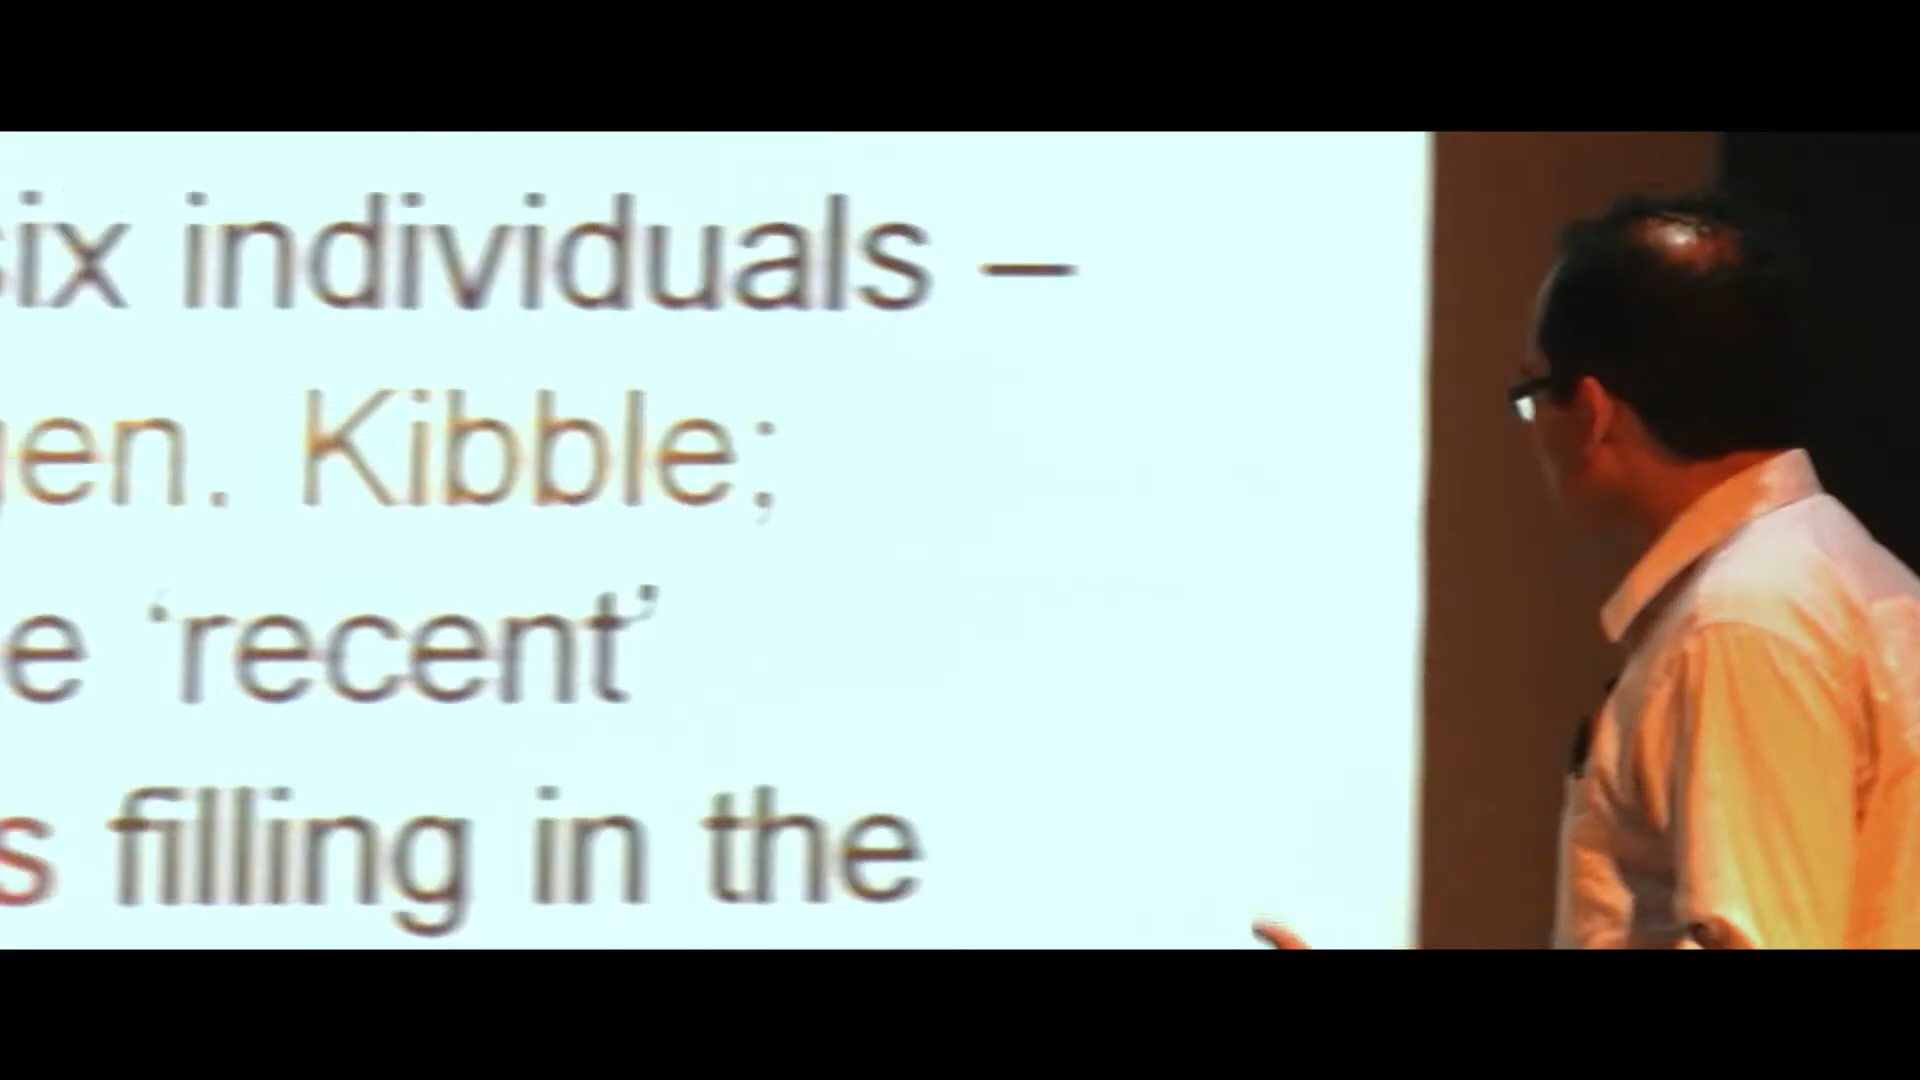 six individuals –
gen. Kibble;
e ‘recent’
s filling in the